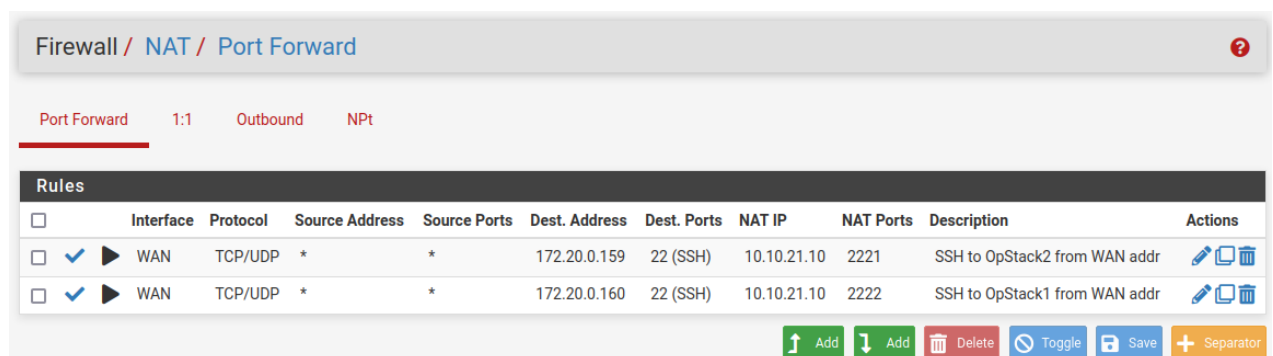 Firewall / NAT / Port Forward
Port Forward 1:1 Outbound NPt
Rules
Interface Protocol Source Address Source Ports Dest. Address Dest. Ports NAT IP NAT Ports Description Actions
WAN TCP/UDP * * 172.20.0.159 22 (SSH) 10.10.21.10 2221 SSH to OpStack2 from WAN addr
WAN TCP/UDP * * 172.20.0.160 22 (SSH) 10.10.21.10 2222 SSH to OpStack1 from WAN addr
Add Add Delete Toggle Save Separator